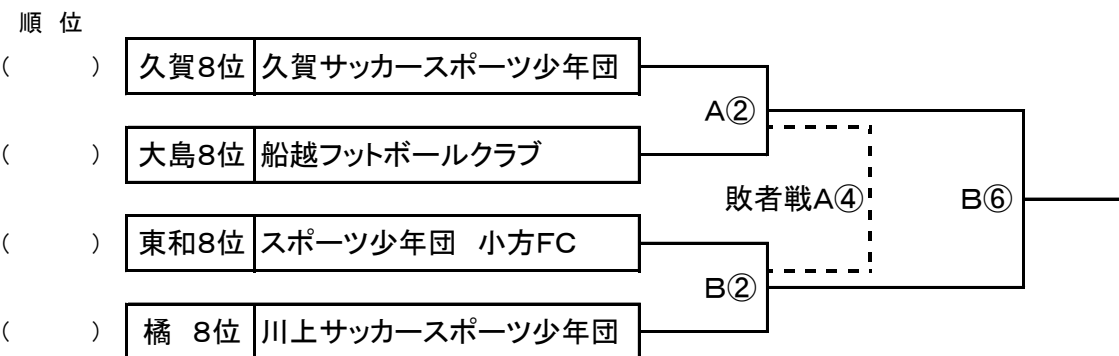 順 位
(　　) 久賀8位 久賀サッカースポーツ少年団
A②
(　　) 大島8位 船越フットボールクラブ
敗者戦A④ B⑥
(　　) 東和8位 スポーツ少年団 小方FC
B②
(　　) 橘 8位 川上サッカースポーツ少年団